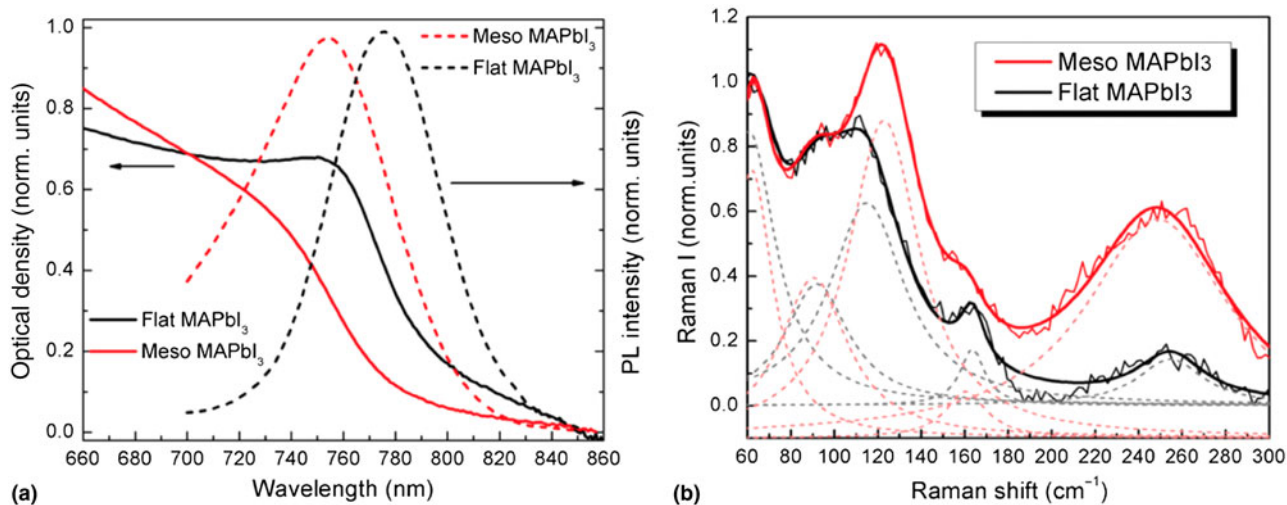 Meso MAPbI₃
Flat MAPbI₃
Flat MAPbI₃
Meso MAPbI₃
1.0
0.8
0.6
0.4
0.2
0.0
Optical density (norm. units)
PL intensity (norm. units)
660 680 700 720 740 760 780 800 820 840 860
Wavelength (nm)
(a)
Meso MAPbI3
Flat MAPbI3
1.2
1.0
0.8
0.6
0.4
0.2
0.0
Raman I (norm.units)
60 80 100 120 140 160 180 200 220 240 260 280 300
Raman shift (cm⁻¹)
(b)